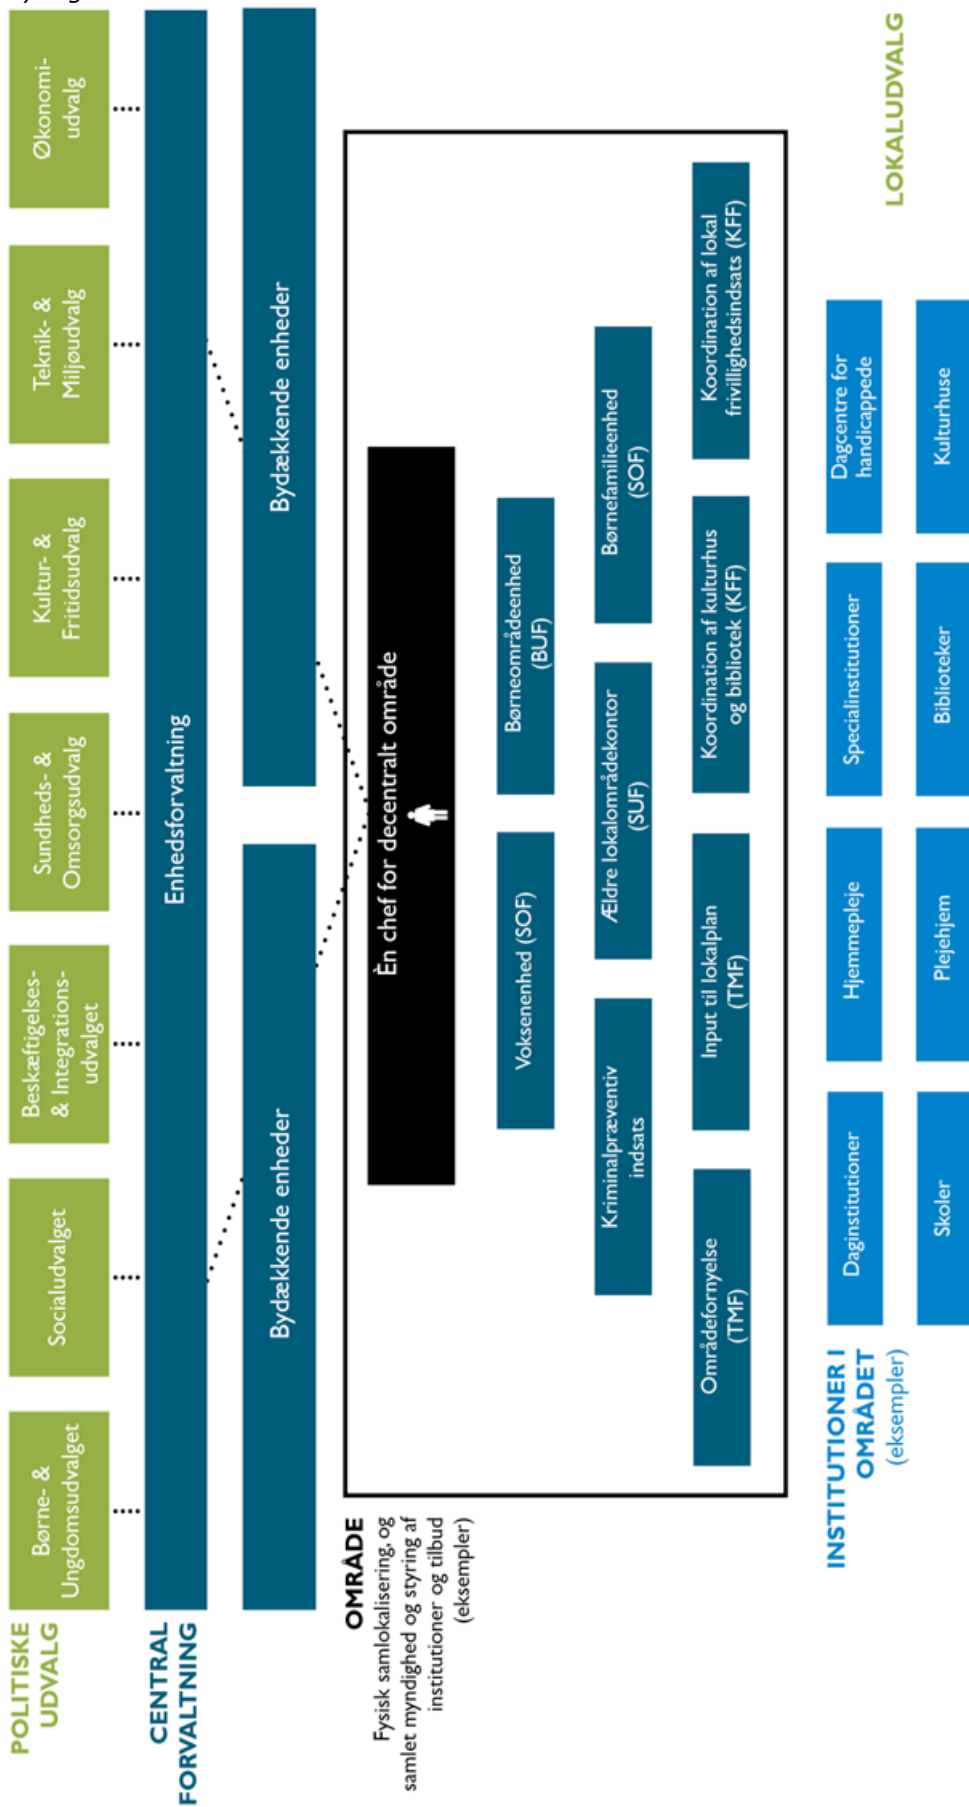 POLITISKE
UDVALG
Børne- &
Ungdomsudvalget
Socialudvalget
Beskæftigelses-
& Integrations-
udvalget
Sundheds- &
Omsorgsudvalg
Kultur- &
Fritidsudvalg
Teknik- &
Miljøudvalg
Økonomi-
udvalg
CENTRAL
FORVALTNING
Enhedsforvaltning
Bydækkende enheder
Bydækkende enheder
OMRÅDE
Fysisk samlokalisering, og
samlet myndighed og styring af
institutioner og tilbud
(eksempler)
Èn chef for decentralt område
Voksenenhed (SOF)
Børneområdeenhed
(BUF)
Kriminalpræventiv
indsats
Ældre lokalområdekontor
(SUF)
Børnefamilieenhed
(SOF)
Områdefornyelse
(TMF)
Input til lokalplan
(TMF)
Koordination af kulturhus
og bibliotek (KFF)
Koordination af lokal
frivillighedsindsats (KFF)
INSTITUTIONER I
OMRÅDET
(eksempler)
Daginstitutioner
Hjemmepleje
Specialinstitutioner
Dagcentre for
handicappede
Skoler
Plejehjem
Biblioteker
Kulturhuse
LOKALUDVALG